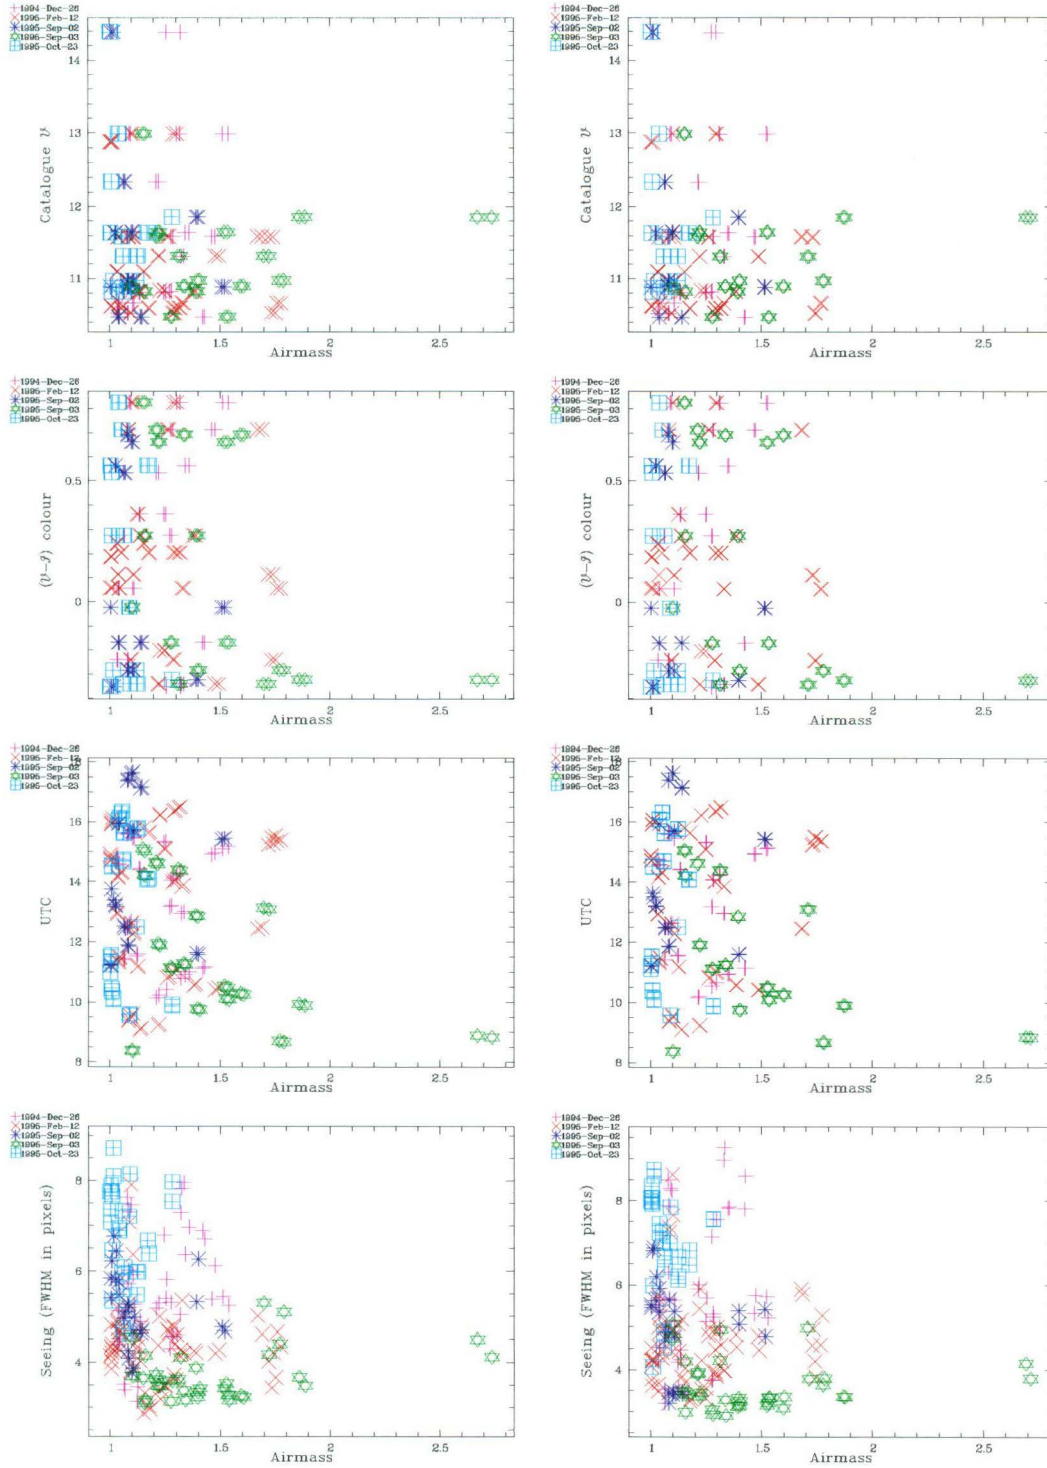 1994-Dec-26
1995-Feb-12
1995-Sep-02
1995-Sep-03
1995-Oct-23
14
13
12
11
Catalogue V
1 1.5 2 2.5
Airmass
1994-Dec-26
1995-Feb-12
1995-Sep-02
1995-Sep-03
1995-Oct-23
14
13
12
11
Catalogue V
1 1.5 2 2.5
Airmass
1994-Dec-26
1995-Feb-12
1995-Sep-02
1995-Sep-03
1995-Oct-23
0.5
0
(V-I) colour
1 1.5 2 2.5
Airmass
1994-Dec-26
1995-Feb-12
1995-Sep-02
1995-Sep-03
1995-Oct-23
0.5
0
(V-I) colour
1 1.5 2 2.5
Airmass
1994-Dec-26
1995-Feb-12
1995-Sep-02
1995-Sep-03
1995-Oct-23
18
16
14
12
10
8
UTC
1 1.5 2 2.5
Airmass
1994-Dec-26
1995-Feb-12
1995-Sep-02
1995-Sep-03
1995-Oct-23
18
16
14
12
10
8
UTC
1 1.5 2 2.5
Airmass
1994-Dec-26
1995-Feb-12
1995-Sep-02
1995-Sep-03
1995-Oct-23
8
6
4
Seeing (FWHM in pixels)
1 1.5 2 2.5
Airmass
1994-Dec-26
1995-Feb-12
1995-Sep-02
1995-Sep-03
1995-Oct-23
8
6
4
Seeing (FWHM in pixels)
1 1.5 2 2.5
Airmass